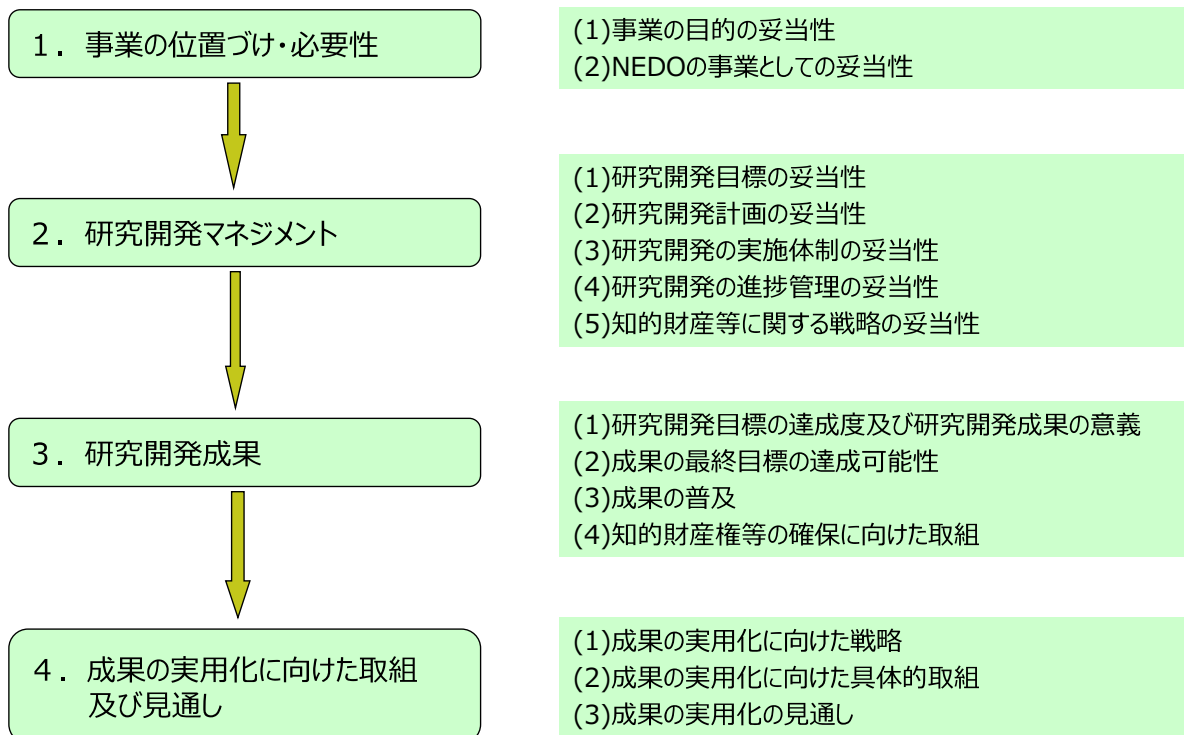 １．事業の位置づけ・必要性
(1)事業の目的の妥当性
(2)NEDOの事業としての妥当性
２．研究開発マネジメント
(1)研究開発目標の妥当性
(2)研究開発計画の妥当性
(3)研究開発の実施体制の妥当性
(4)研究開発の進捗管理の妥当性
(5)知的財産等に関する戦略の妥当性
３．研究開発成果
(1)研究開発目標の達成度及び研究開発成果の意義
(2)成果の最終目標の達成可能性
(3)成果の普及
(4)知的財産権等の確保に向けた取組
４．成果の実用化に向けた取組
及び見通し
(1)成果の実用化に向けた戦略
(2)成果の実用化に向けた具体的取組
(3)成果の実用化の見通し